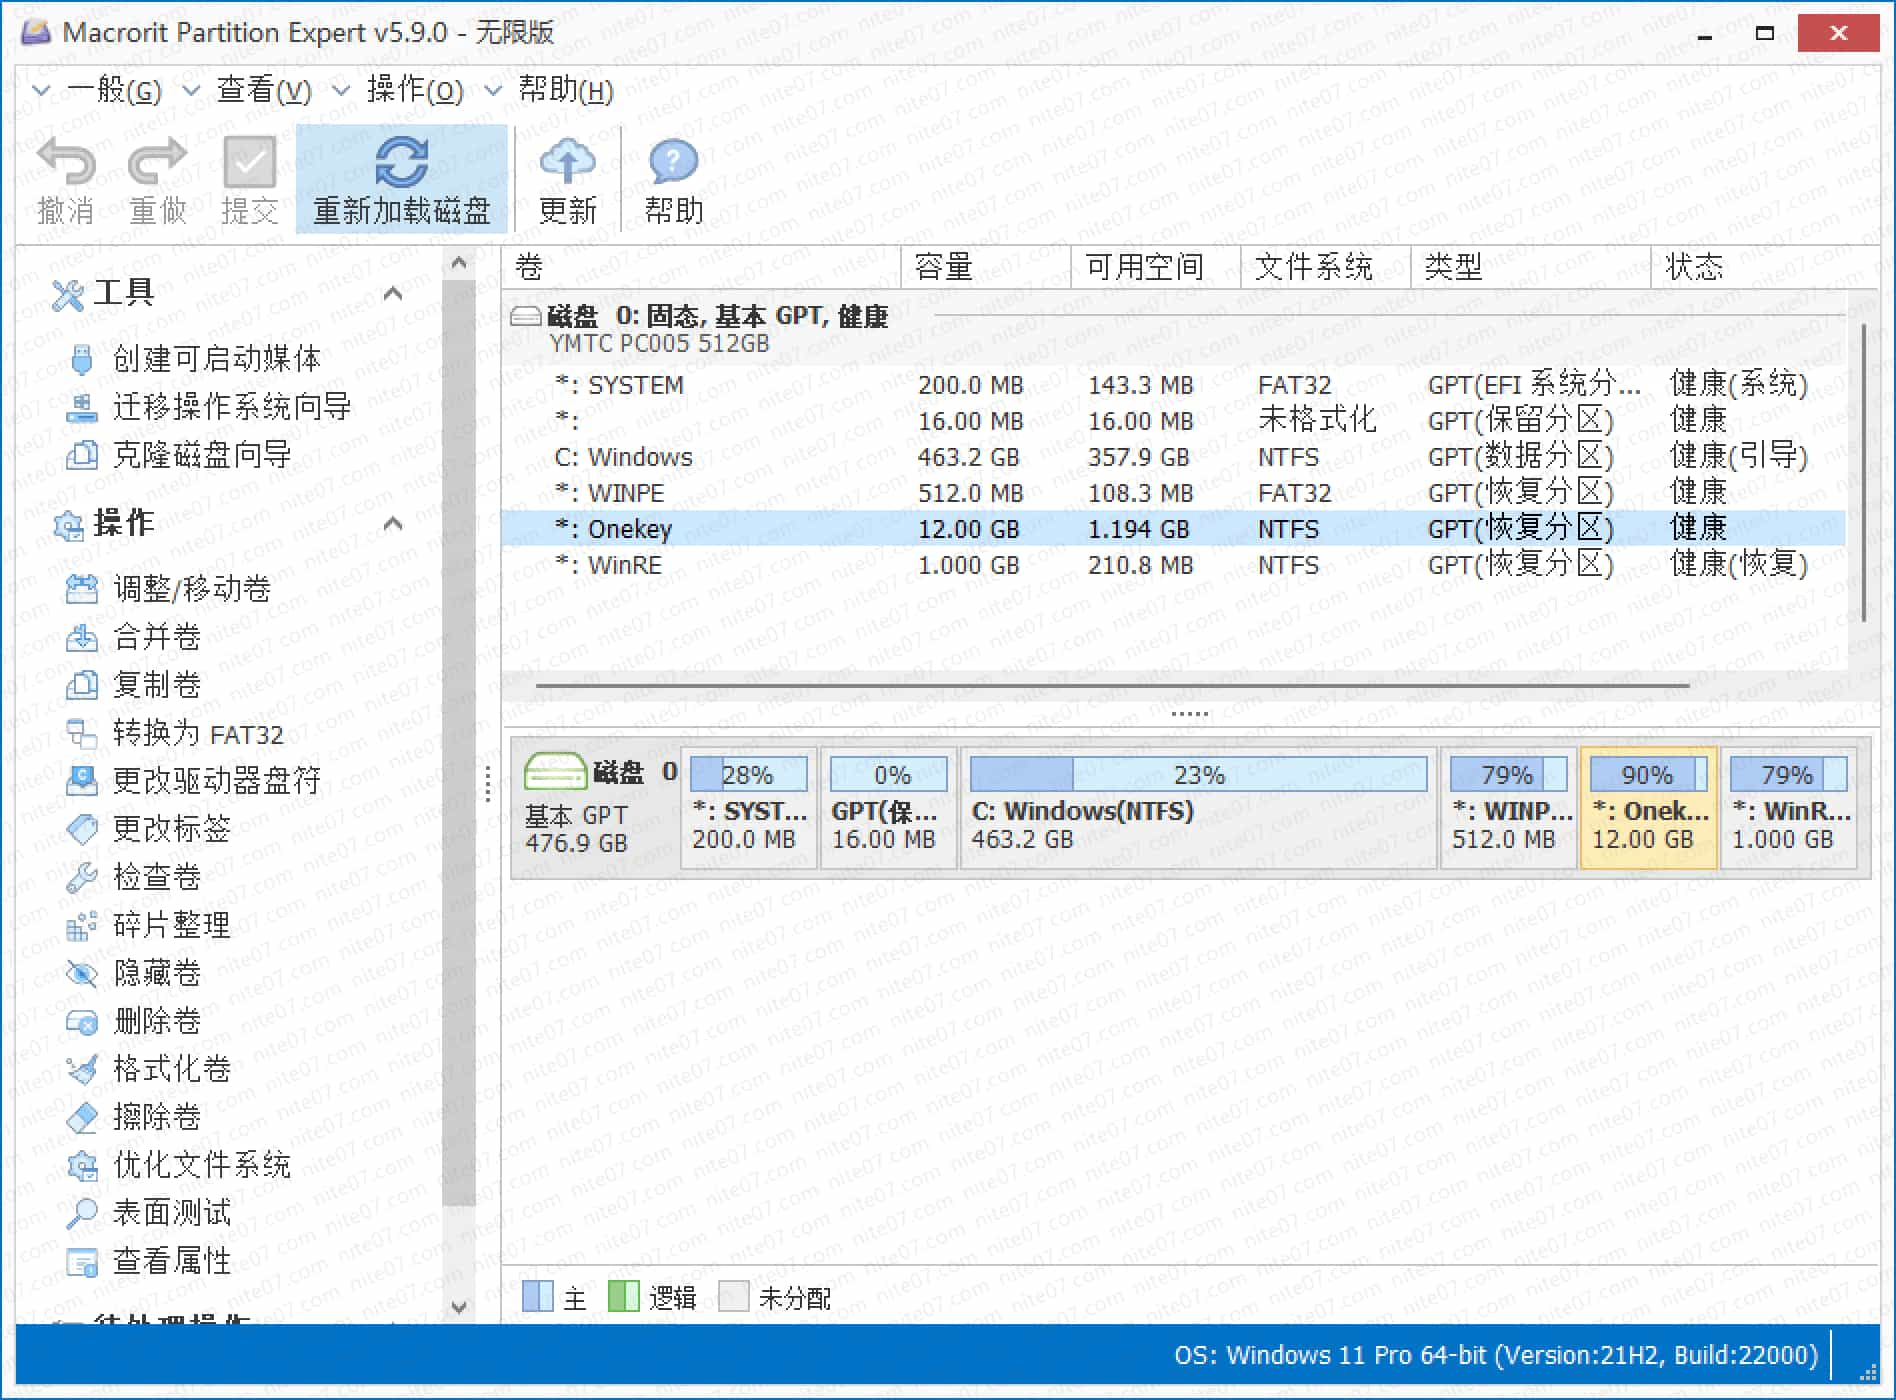 Macrorit Partition Expert v5.9.0 - 无限版
一般(G) 查看(V) 操作(O) 帮助(H)
撤消 重做 提交 重新加载磁盘 更新 帮助
工具
创建可启动媒体
迁移操作系统向导
克隆磁盘向导
操作
调整/移动卷
合并卷
复制卷
转换为 FAT32
更改驱动器盘符
更改标签
检查卷
碎片整理
隐藏卷
删除卷
格式化卷
擦除卷
优化文件系统
表面测试
查看属性
待处理操作
卷 容量 可用空间 文件系统 类型 状态
磁盘 0: 固态, 基本 GPT, 健康
YMTC PC005 512GB
*: SYSTEM 200.0 MB 143.3 MB FAT32 GPT(EFI 系统分... 健康(系统)
*: 16.00 MB 16.00 MB 未格式化 GPT(保留分区) 健康
C: Windows 463.2 GB 357.9 GB NTFS GPT(数据分区) 健康(引导)
*: WINPE 512.0 MB 108.3 MB FAT32 GPT(恢复分区) 健康
*: Onekey 12.00 GB 1.194 GB NTFS GPT(恢复分区) 健康
*: WinRE 1.000 GB 210.8 MB NTFS GPT(恢复分区) 健康(恢复)
磁盘 0
基本 GPT
476.9 GB
28%
*: SYST...
200.0 MB
0%
GPT(保...
16.00 MB
23%
C: Windows(NTFS)
463.2 GB
79%
*: WINP...
512.0 MB
90%
*: Onek...
12.00 GB
79%
*: WinR...
1.000 GB
主 逻辑 未分配
OS: Windows 11 Pro 64-bit (Version:21H2, Build:22000)
nite07.com